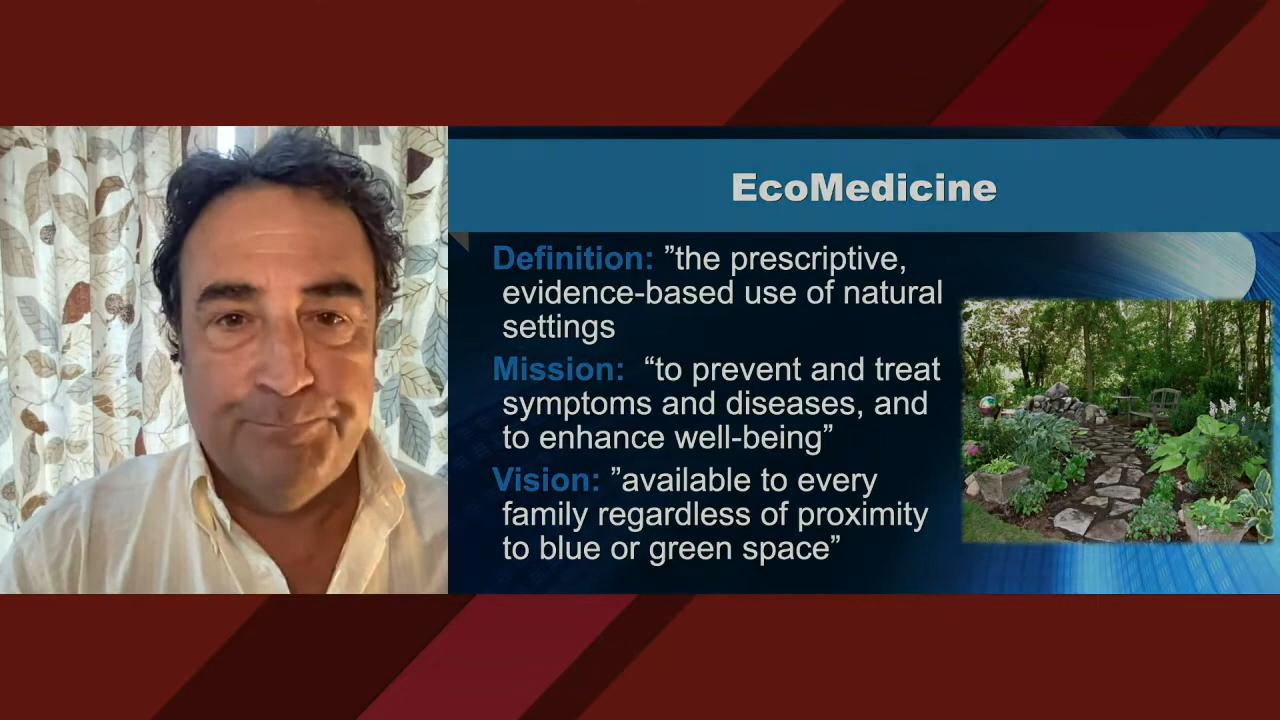 EcoMedicine
Definition: ”the prescriptive,
evidence-based use of natural
settings
Mission: “to prevent and treat
symptoms and diseases, and
to enhance well-being”
Vision: ”available to every
family regardless of proximity
to blue or green space”